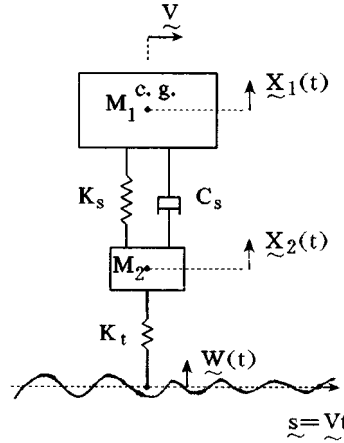 V
c. g.
M₁
X₁(t)
Kₛ
Cₛ
M₂
X₂(t)
Kₜ
W(t)
s = Vt